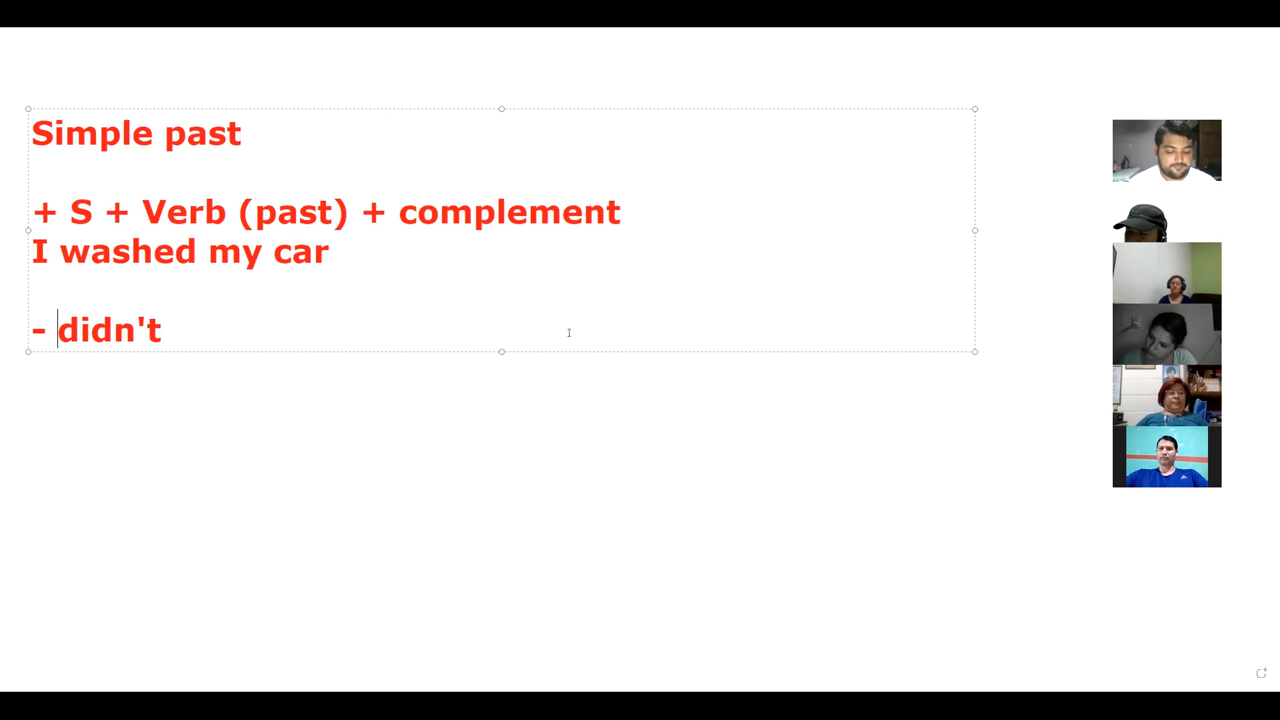 Simple past
+ S + Verb (past) + complement
I washed my car
- didn't